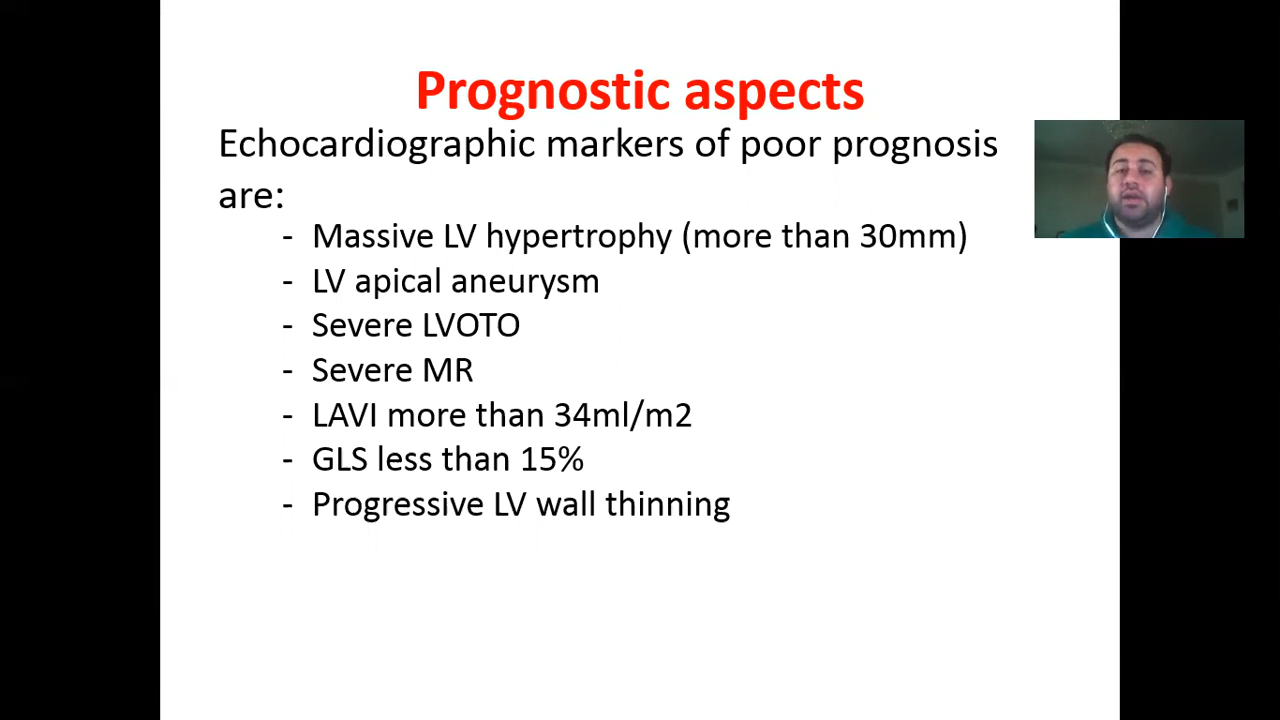 Prognostic aspects
Echocardiographic markers of poor prognosis
are:
- Massive LV hypertrophy (more than 30mm)
- LV apical aneurysm
- Severe LVOTO
- Severe MR
- LAVI more than 34ml/m2
- GLS less than 15%
- Progressive LV wall thinning